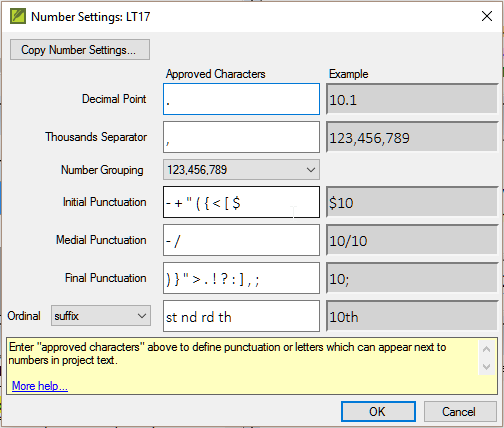 Number Settings: LT17
Copy Number Settings...
Approved Characters Example
Decimal Point . 10.1
Thousands Separator , 123,456,789
Number Grouping 123,456,789
Initial Punctuation - + " ( { < [ $ $10
Medial Punctuation - / 10/10
Final Punctuation ) } " > . ! ? : ] , ; 10;
Ordinal suffix st nd rd th 10th
Enter "approved characters" above to define punctuation or letters which can appear next to
numbers in project text.
More help...
OK Cancel